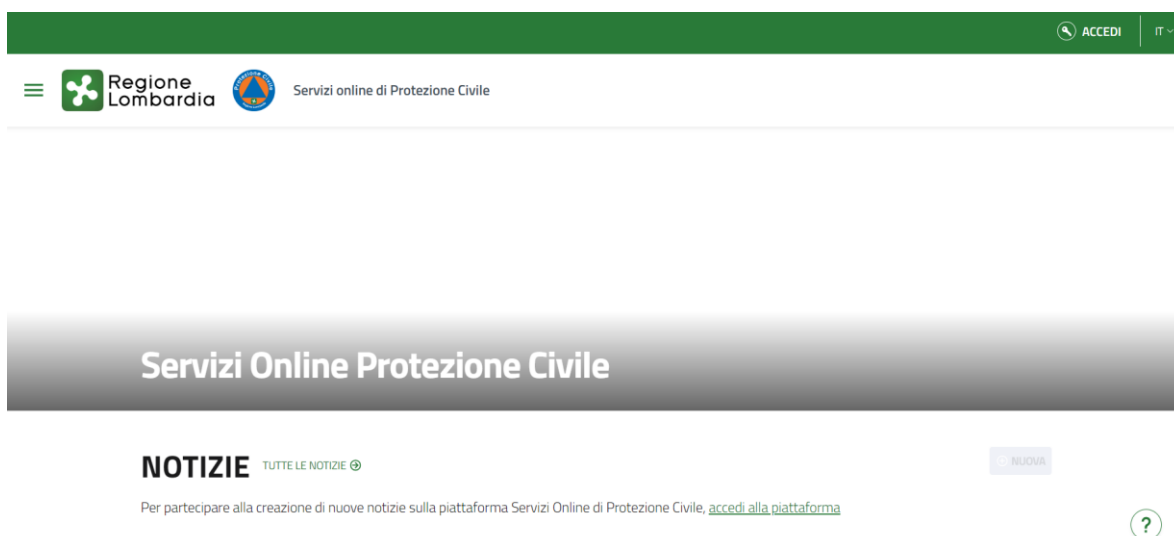 ACCEDI
IT
Regione
Lombardia
Servizi online di Protezione Civile
Servizi Online Protezione Civile
NOTIZIE TUTTE LE NOTIZIE
NUOVA
Per partecipare alla creazione di nuove notizie sulla piattaforma Servizi Online di Protezione Civile, accedi alla piattaforma
?